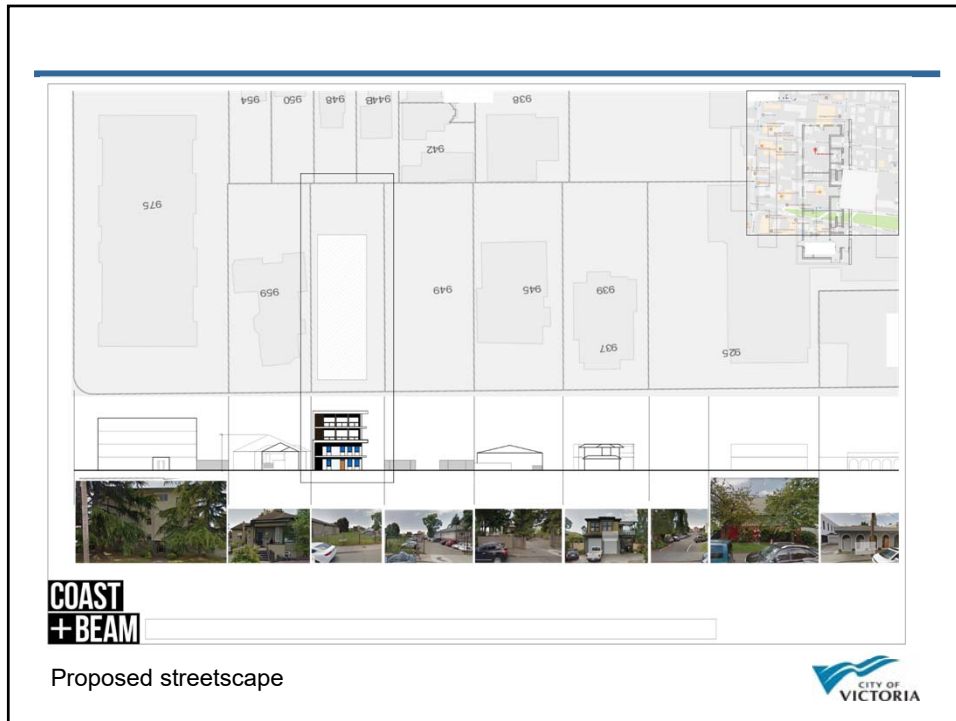 954 950 948 944B 938
942
975
959 949 945 939
937
925
COAST
+ BEAM
Proposed streetscape
CITY OF
VICTORIA